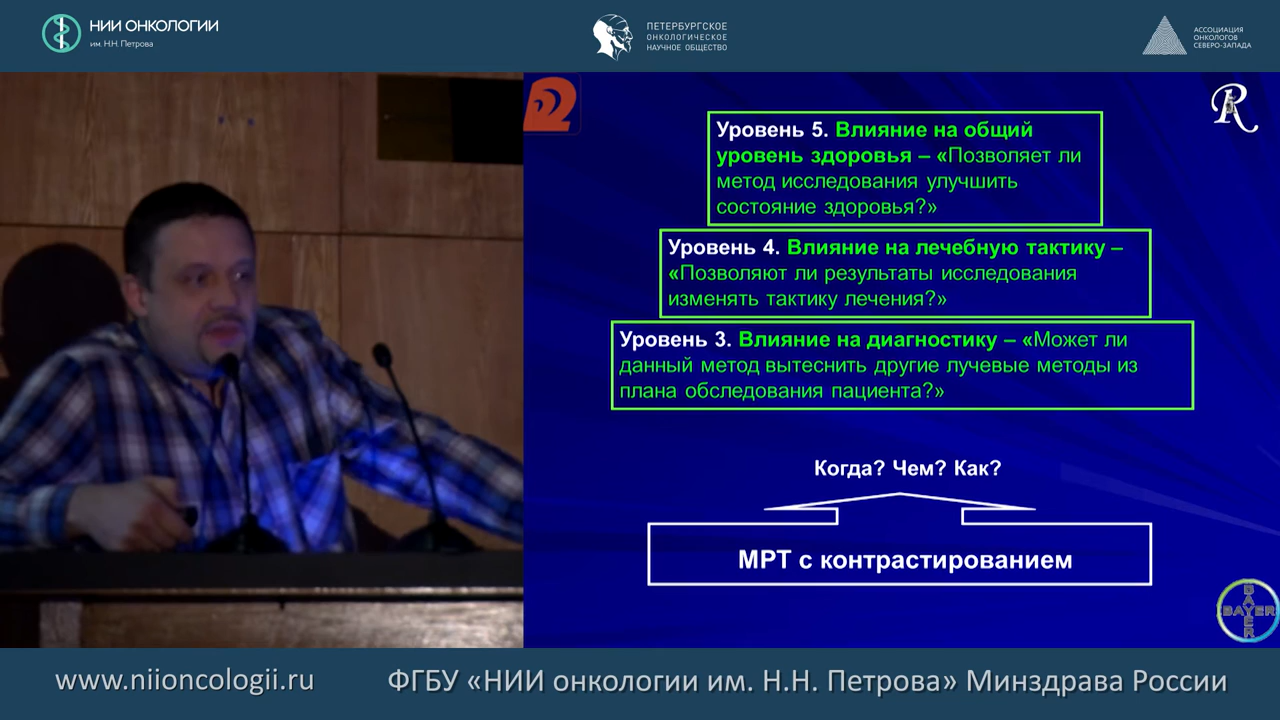 НИИ ОНКОЛОГИИ
им. Н.Н. Петрова
ПЕТЕРБУРГСКОЕ
ОНКОЛОГИЧЕСКОЕ
НАУЧНОЕ ОБЩЕСТВО
АССОЦИАЦИЯ
ОНКОЛОГОВ
СЕВЕРО-ЗАПАДА
Уровень 5. Влияние на общий
уровень здоровья – «Позволяет ли
метод исследования улучшить
состояние здоровья?»
Уровень 4. Влияние на лечебную тактику –
«Позволяют ли результаты исследования
изменять тактику лечения?»
Уровень 3. Влияние на диагностику – «Может ли
данный метод вытеснить другие лучевые методы из
плана обследования пациента?»
Когда? Чем? Как?
МРТ с контрастированием
BAYER
BAYER
www.niioncologii.ru
ФГБУ «НИИ онкологии им. Н.Н. Петрова» Минздрава России